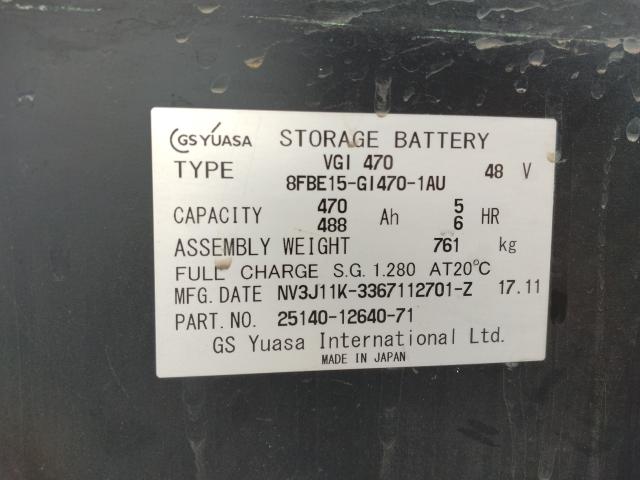 GS YUASA STORAGE BATTERY
TYPE VGI 470 48 V
8FBE15-GI470-1AU
CAPACITY 470 Ah 5 HR
488 6
ASSEMBLY WEIGHT 761 kg
FULL CHARGE S.G. 1.280 AT20°C
MFG. DATE NV3J11K-3367112701-Z 17.11
PART. NO. 25140-12640-71
GS Yuasa International Ltd.
MADE IN JAPAN